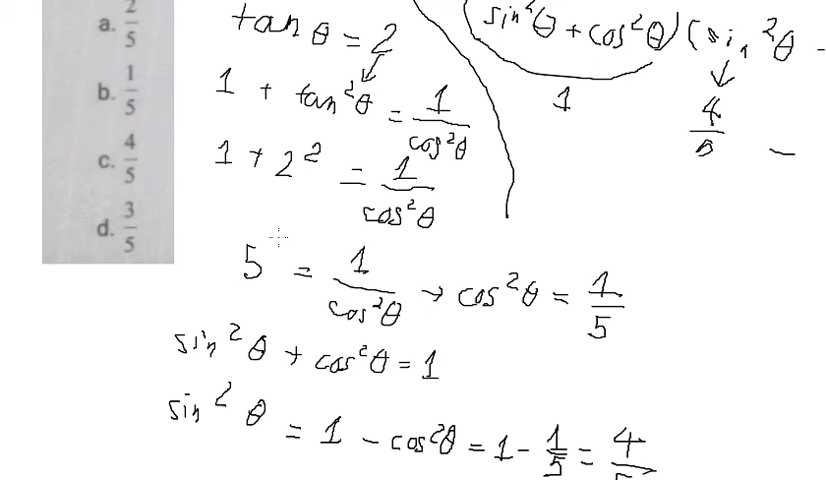 a. 2/5
b. 1/5
c. 4/5
d. 3/5
tan θ = 2
1 + tan²θ = 1/cos²θ
1 + 2² = 1/cos²θ
5 = 1/cos²θ → cos²θ = 1/5
sin²θ + cos²θ = 1
sin²θ = 1 - cos²θ = 1 - 1/5 = 4/5
sin²θ + cos²θ) (sin²θ -
1
4/5 -